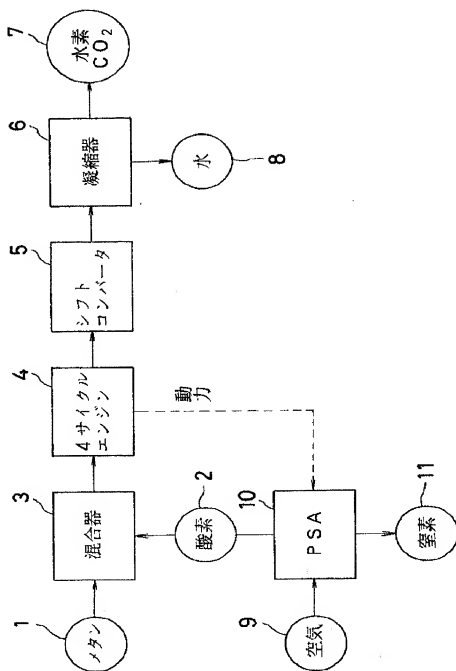 1
メタン
3
混合器
4
4サイクル
エンジン
5
シフト
コンバータ
6
凝縮器
7
水素
CO₂
水
8
動力
2
酸素
9
空気
10
PSA
11
窒素